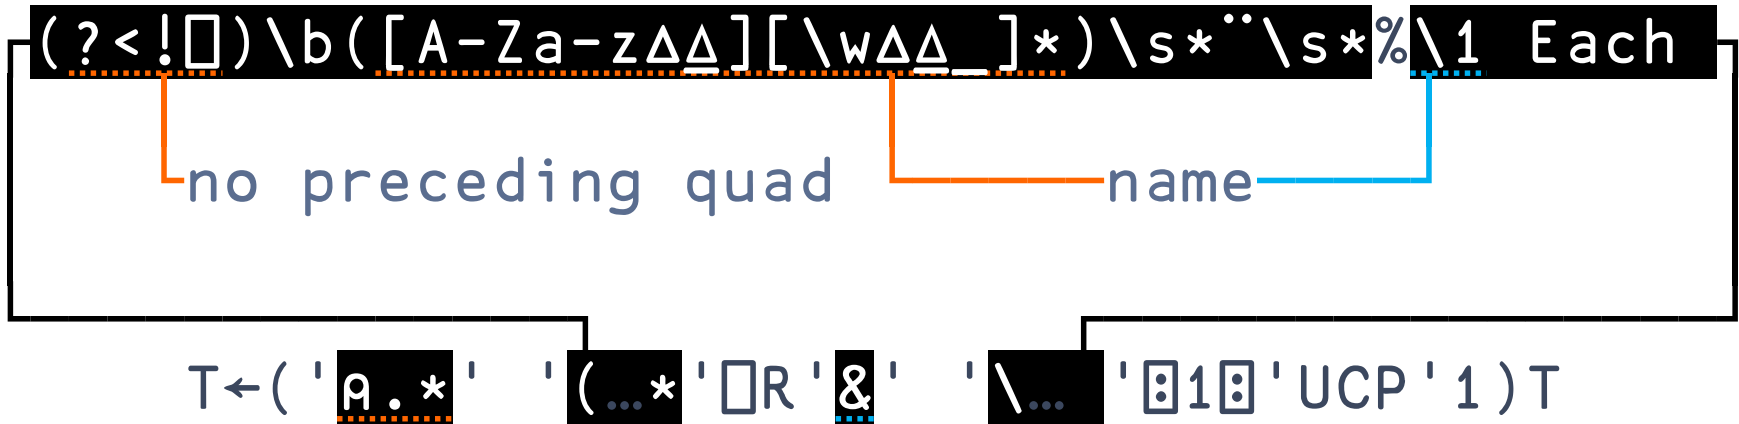 (?<!⎕)\b([A-Za-z∆⍙][\w∆⍙_]*)\s*¨\s*%\1 Each
no preceding quad name
T←('⍝.*' '(…*'⎕R'&' '\…'⍠1⍠'UCP'1)T